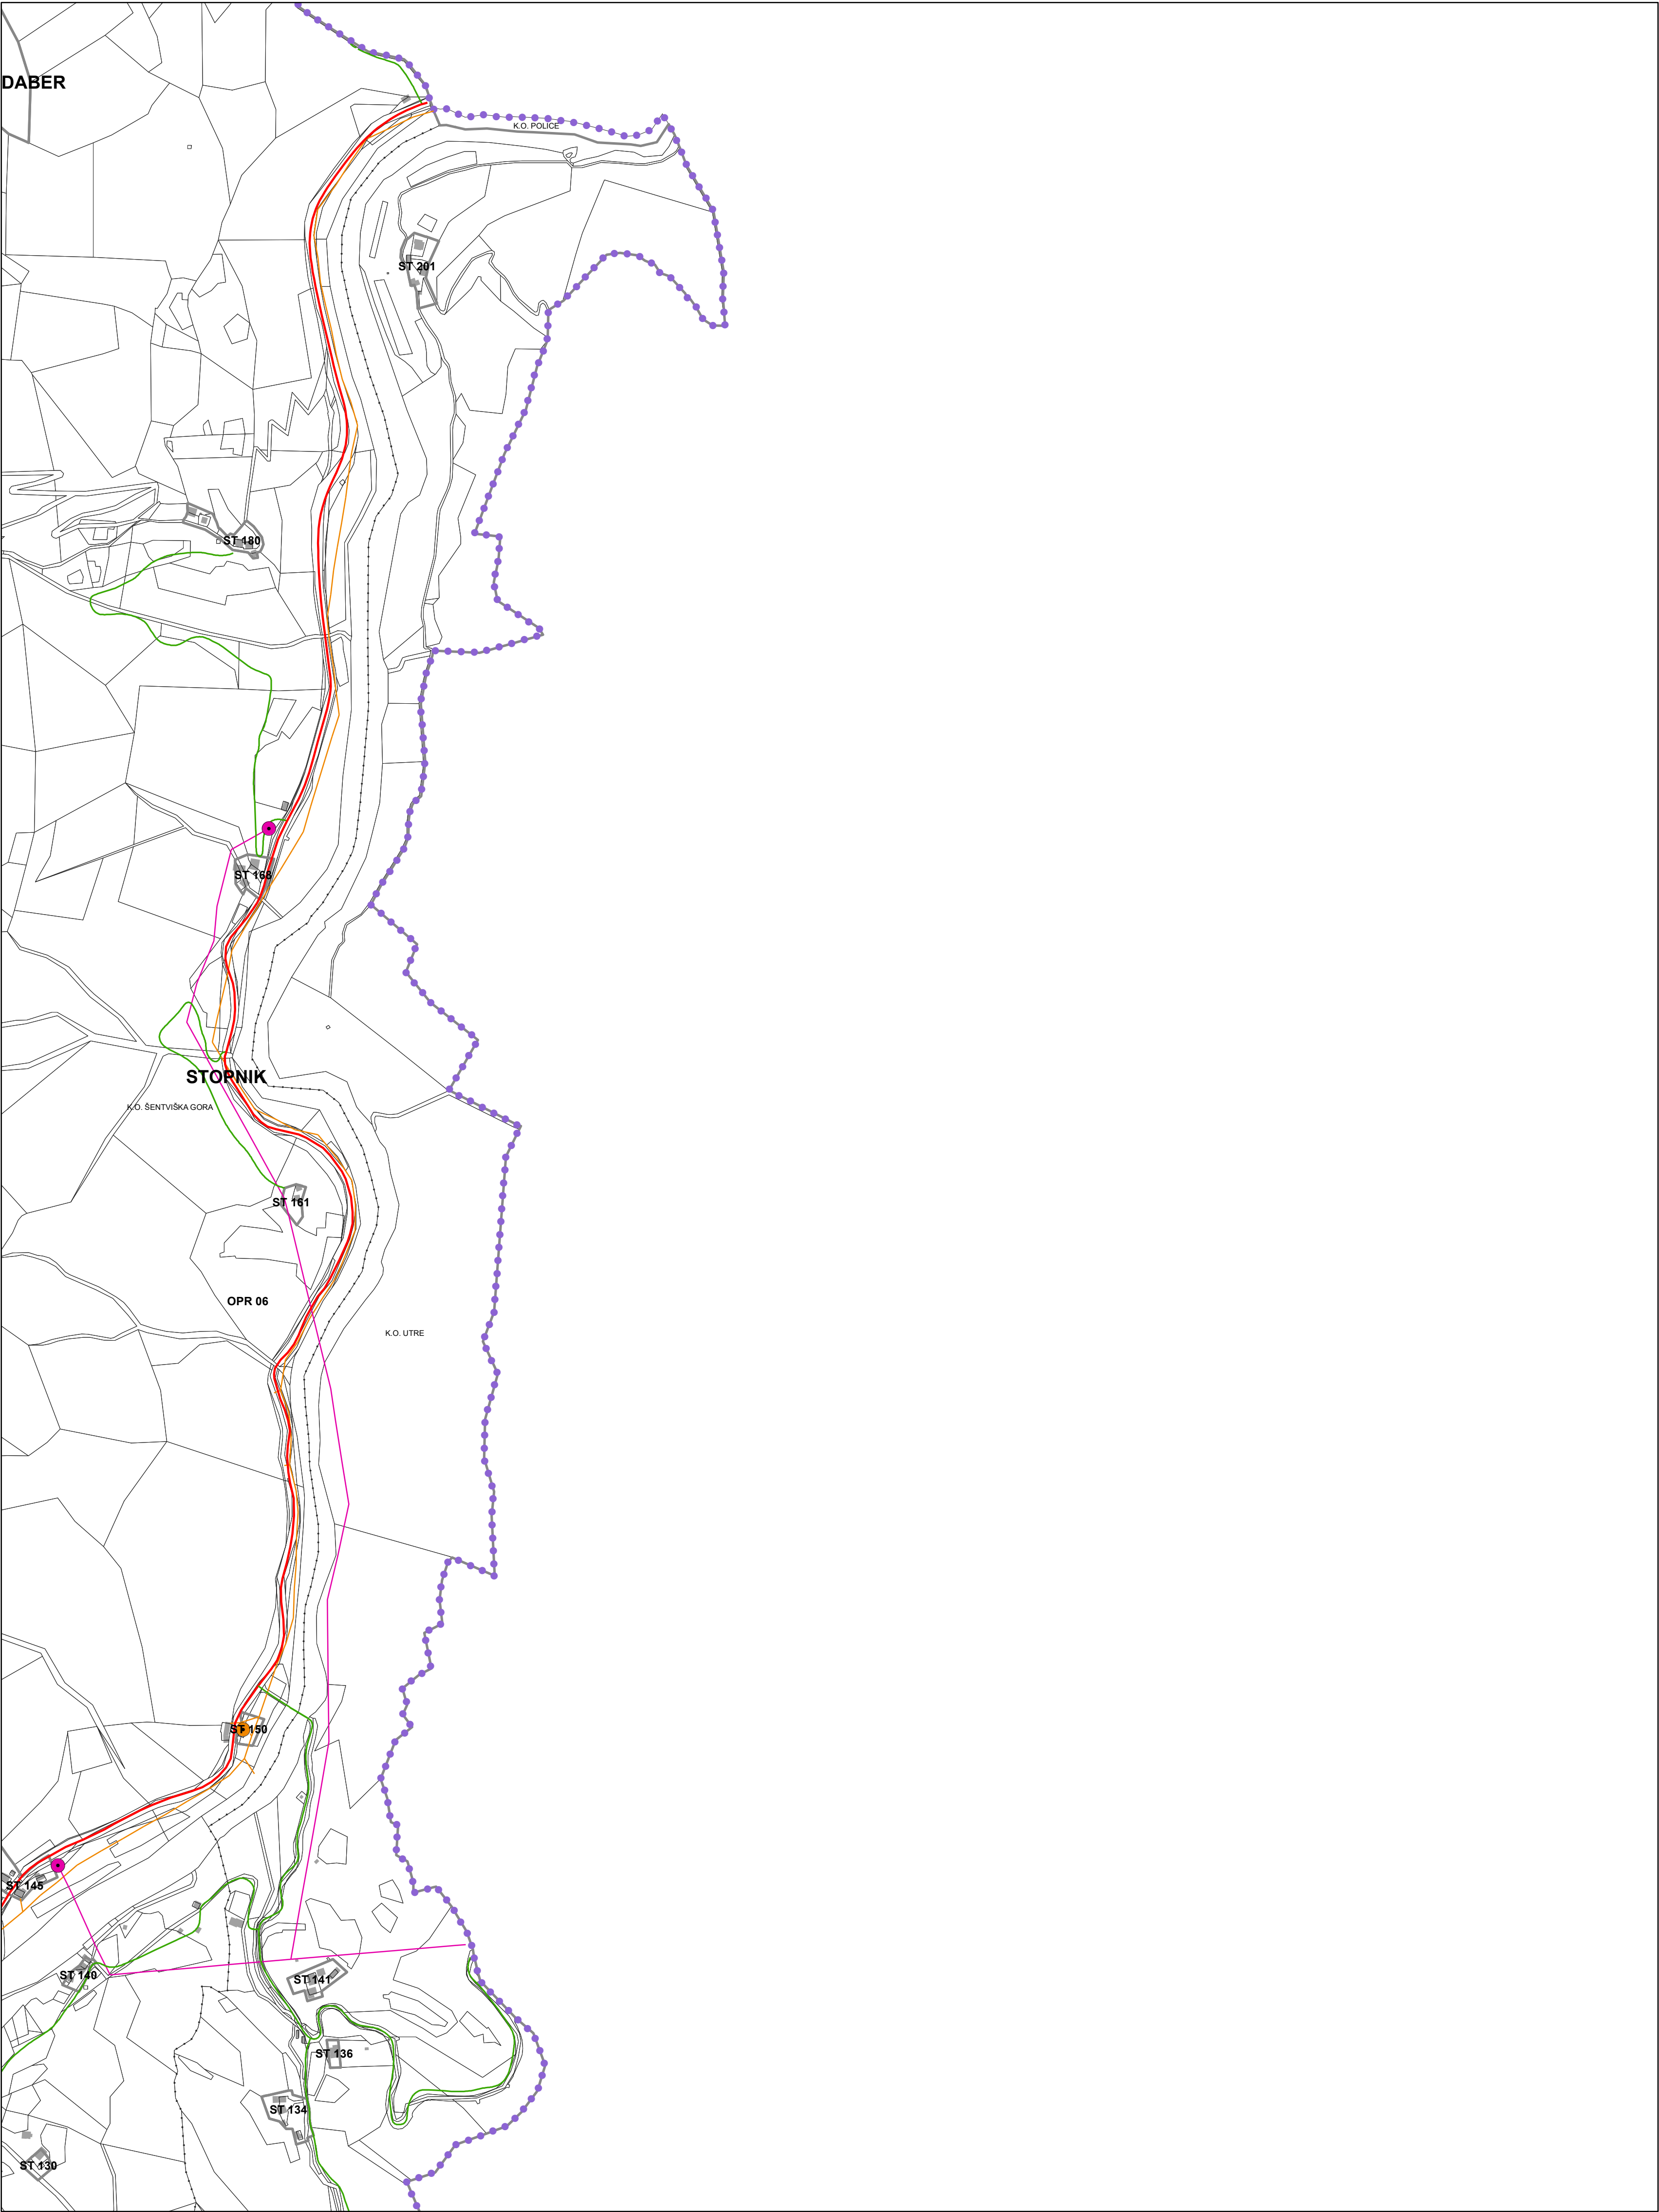 DABER
K.O. POLICE
ST 201
ST 180
ST 168
STOPNIK
K.O. ŠENTVIŠKA GORA
ST 161
OPR 06
K.O. UTRE
ST 150
ST 145
ST 140
ST 141
ST 136
ST 134
ST 130